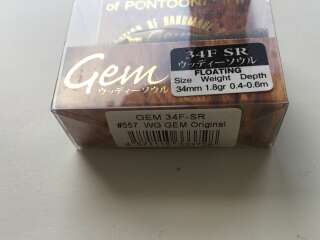 of PONTOON
OF HANDMADE
Gem
ウッディーソウル
34F SR
ウッディーソウル
FLOATING
Size Weight Depth
34mm 1.8gr 0.4-0.6m
GEM 34F-SR
#557 WG GEM Original